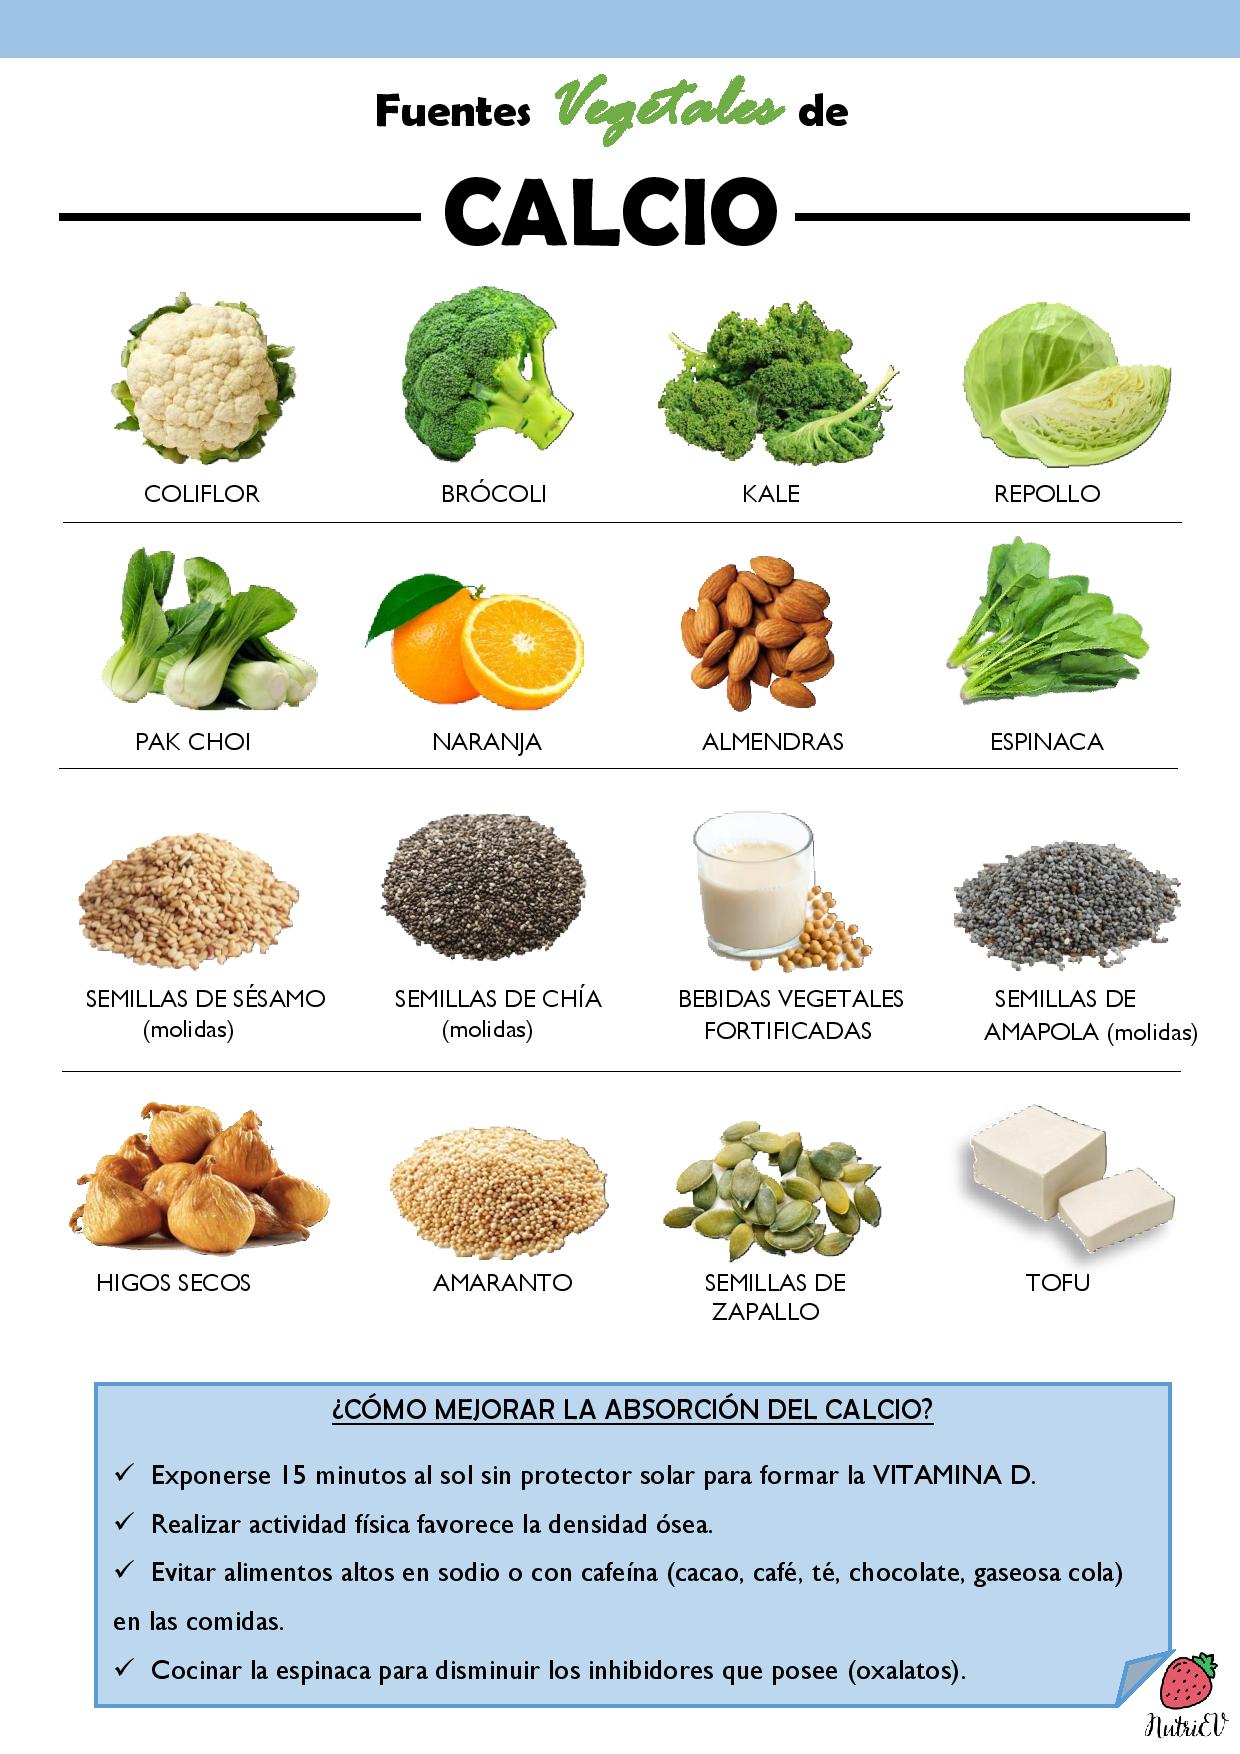 Fuentes Vegetales de
CALCIO
COLIFLOR
BRÓCOLI
KALE
REPOLLO
PAK CHOI
NARANJA
ALMENDRAS
ESPINACA
SEMILLAS DE SÉSAMO
(molidas)
SEMILLAS DE CHÍA
(molidas)
BEBIDAS VEGETALES
FORTIFICADAS
SEMILLAS DE
AMAPOLA (molidas)
HIGOS SECOS
AMARANTO
SEMILLAS DE
ZAPALLO
TOFU
¿CÓMO MEJORAR LA ABSORCIÓN DEL CALCIO?
✓ Exponerse 15 minutos al sol sin protector solar para formar la VITAMINA D.
✓ Realizar actividad física favorece la densidad ósea.
✓ Evitar alimentos altos en sodio o con cafeína (cacao, café, té, chocolate, gaseosa cola)
en las comidas.
✓ Cocinar la espinaca para disminuir los inhibidores que posee (oxalatos).
NutriEV